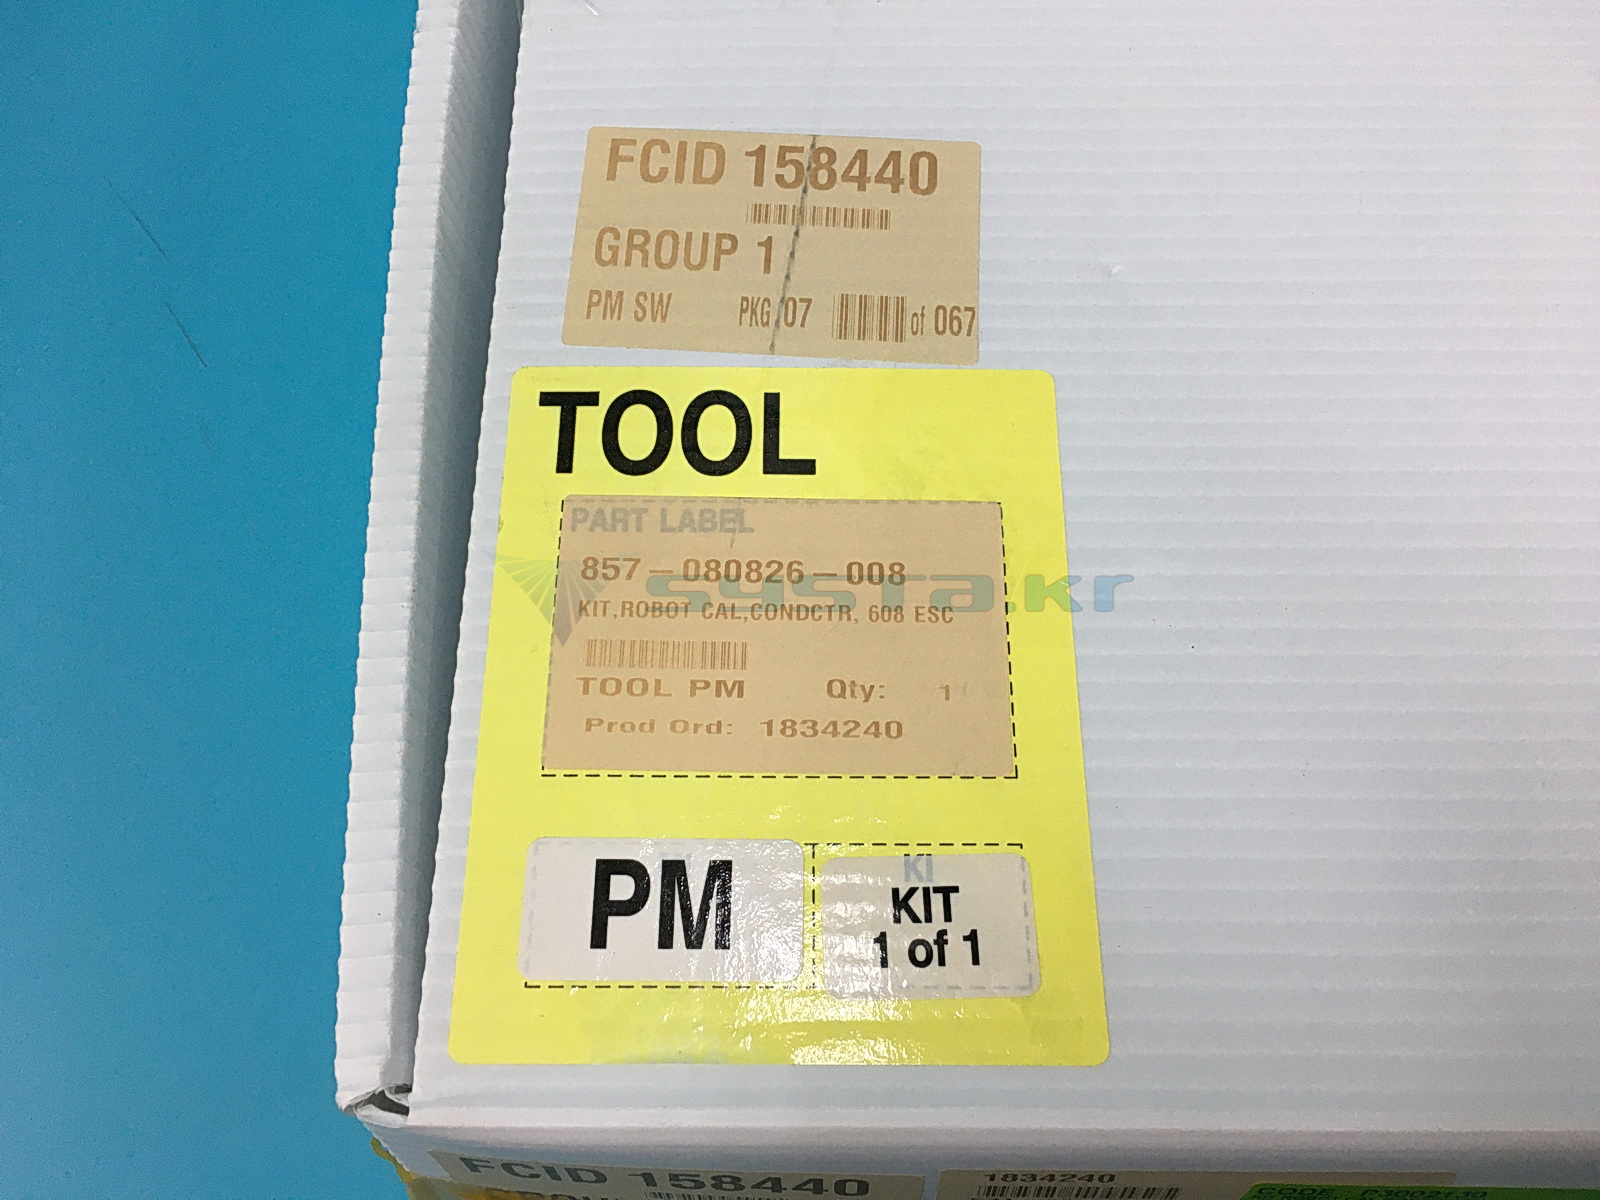 FCID 158440
GROUP 1
PM SW PKG 07 of 067
TOOL
PART LABEL
857-080826-008
systa.kr
KIT,ROBOT CAL,CONDCTR, 608 ESC
TOOL PM Qty: 1
Prod Ord: 1834240
PM
KI
KIT
1 of 1
FCID 158440
1834240